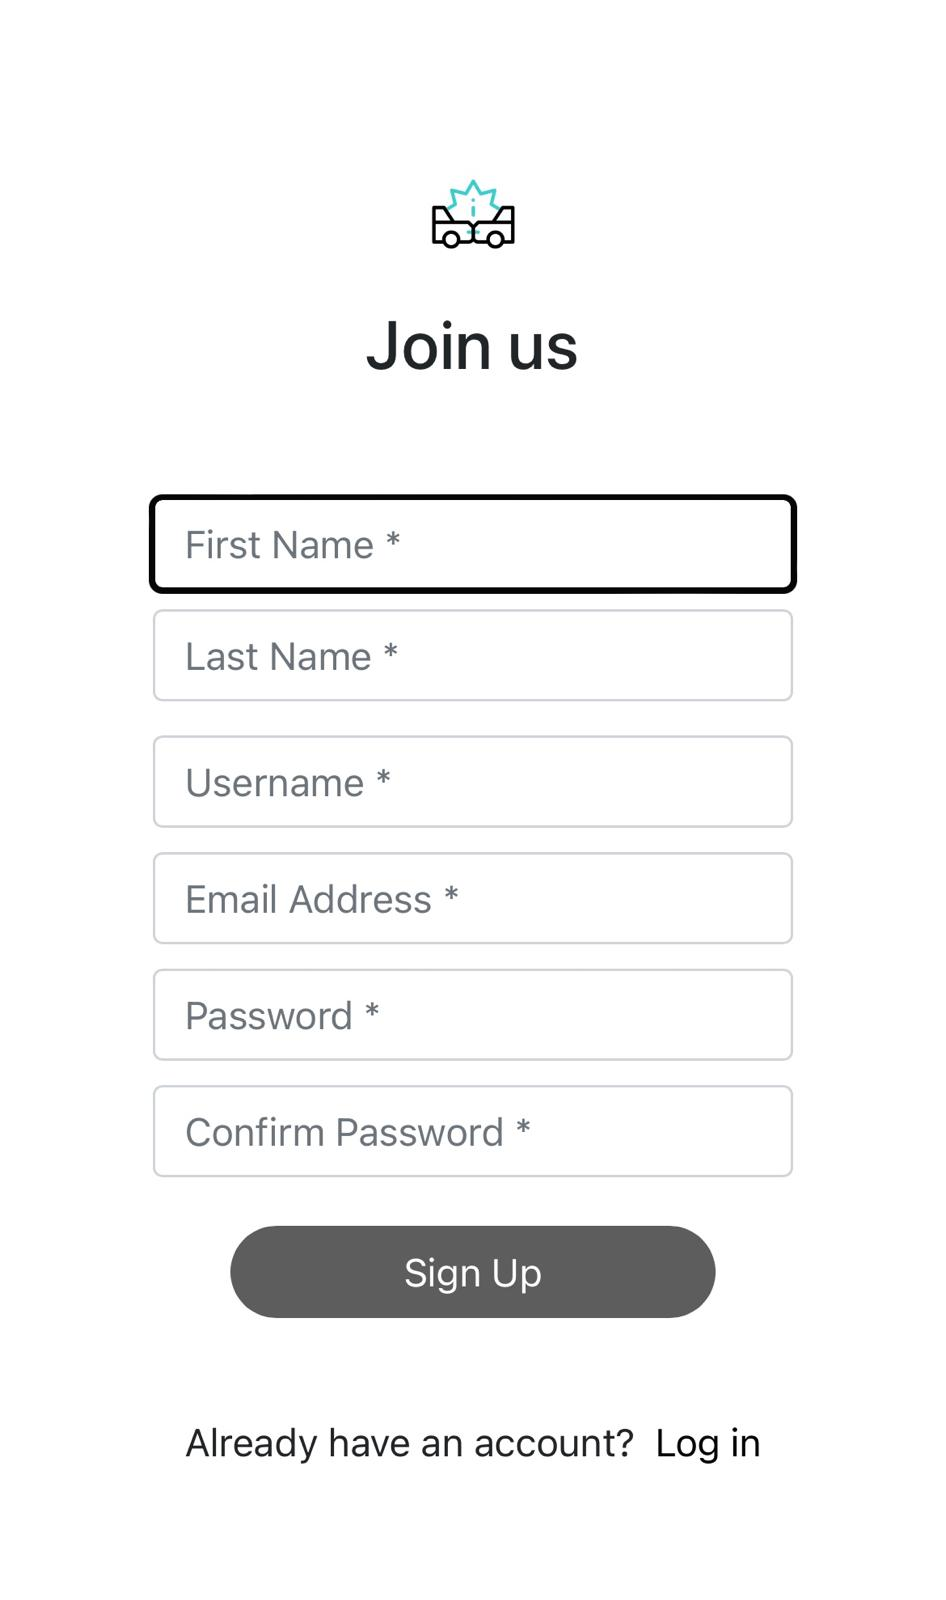 Join us
First Name *
Last Name *
Username *
Email Address *
Password *
Confirm Password *
Sign Up
Already have an account? Log in